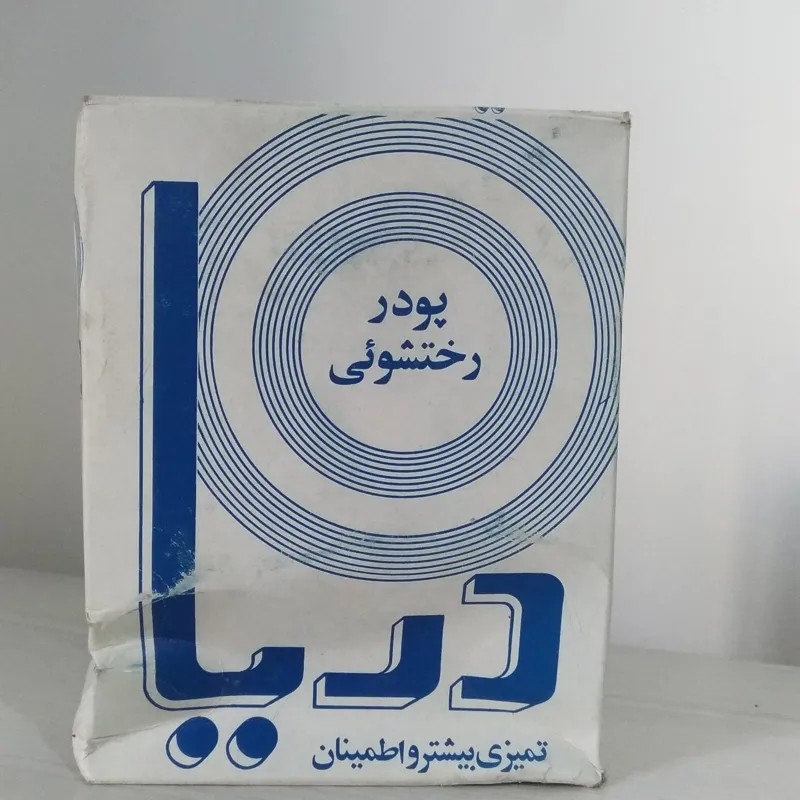 پودر
رختشوئی
دریا
تمیزی بیشتر و اطمینان